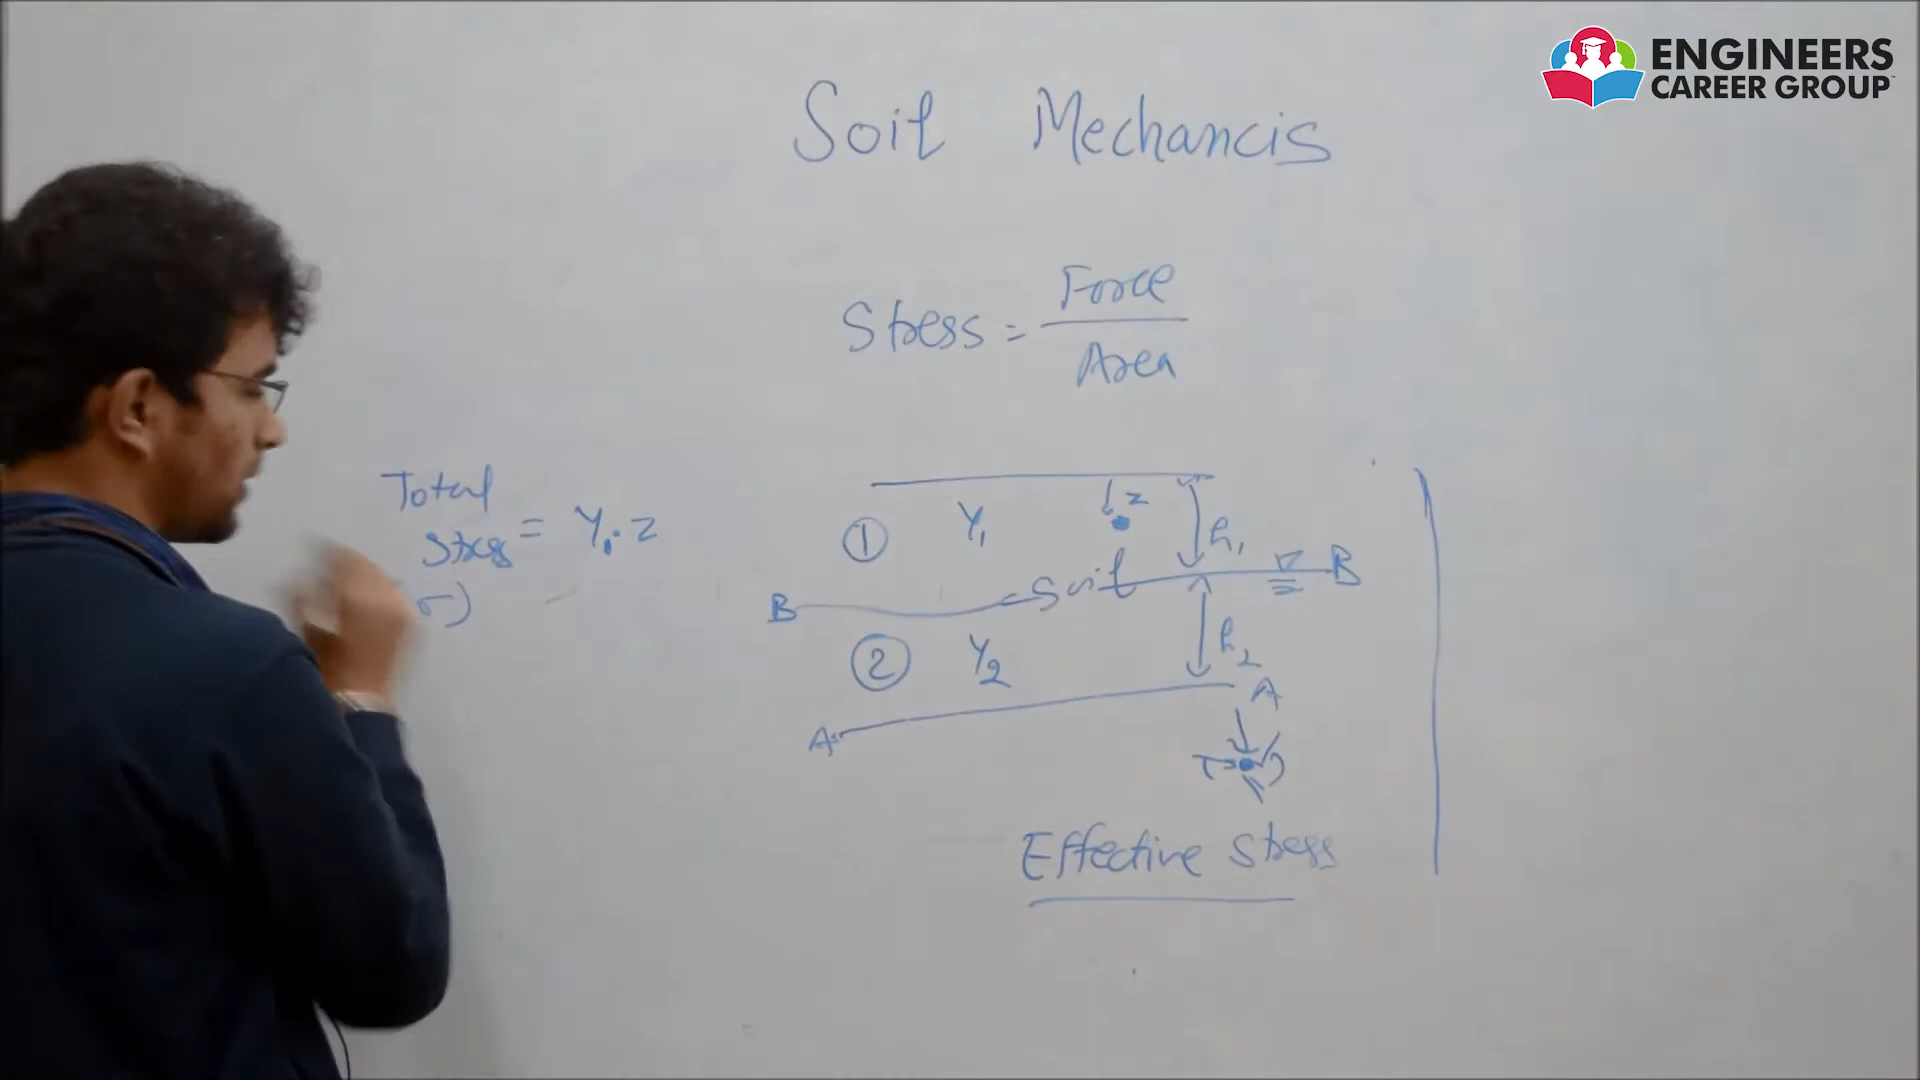 ENGINEERS
CAREER GROUP
Soil Mechancis
Stress = Force
Area
Total
Stress = γ₁·z
σ)
① γ₁ z h₁
B Soil B
② γ₂ h₂
A A
Effective Stress